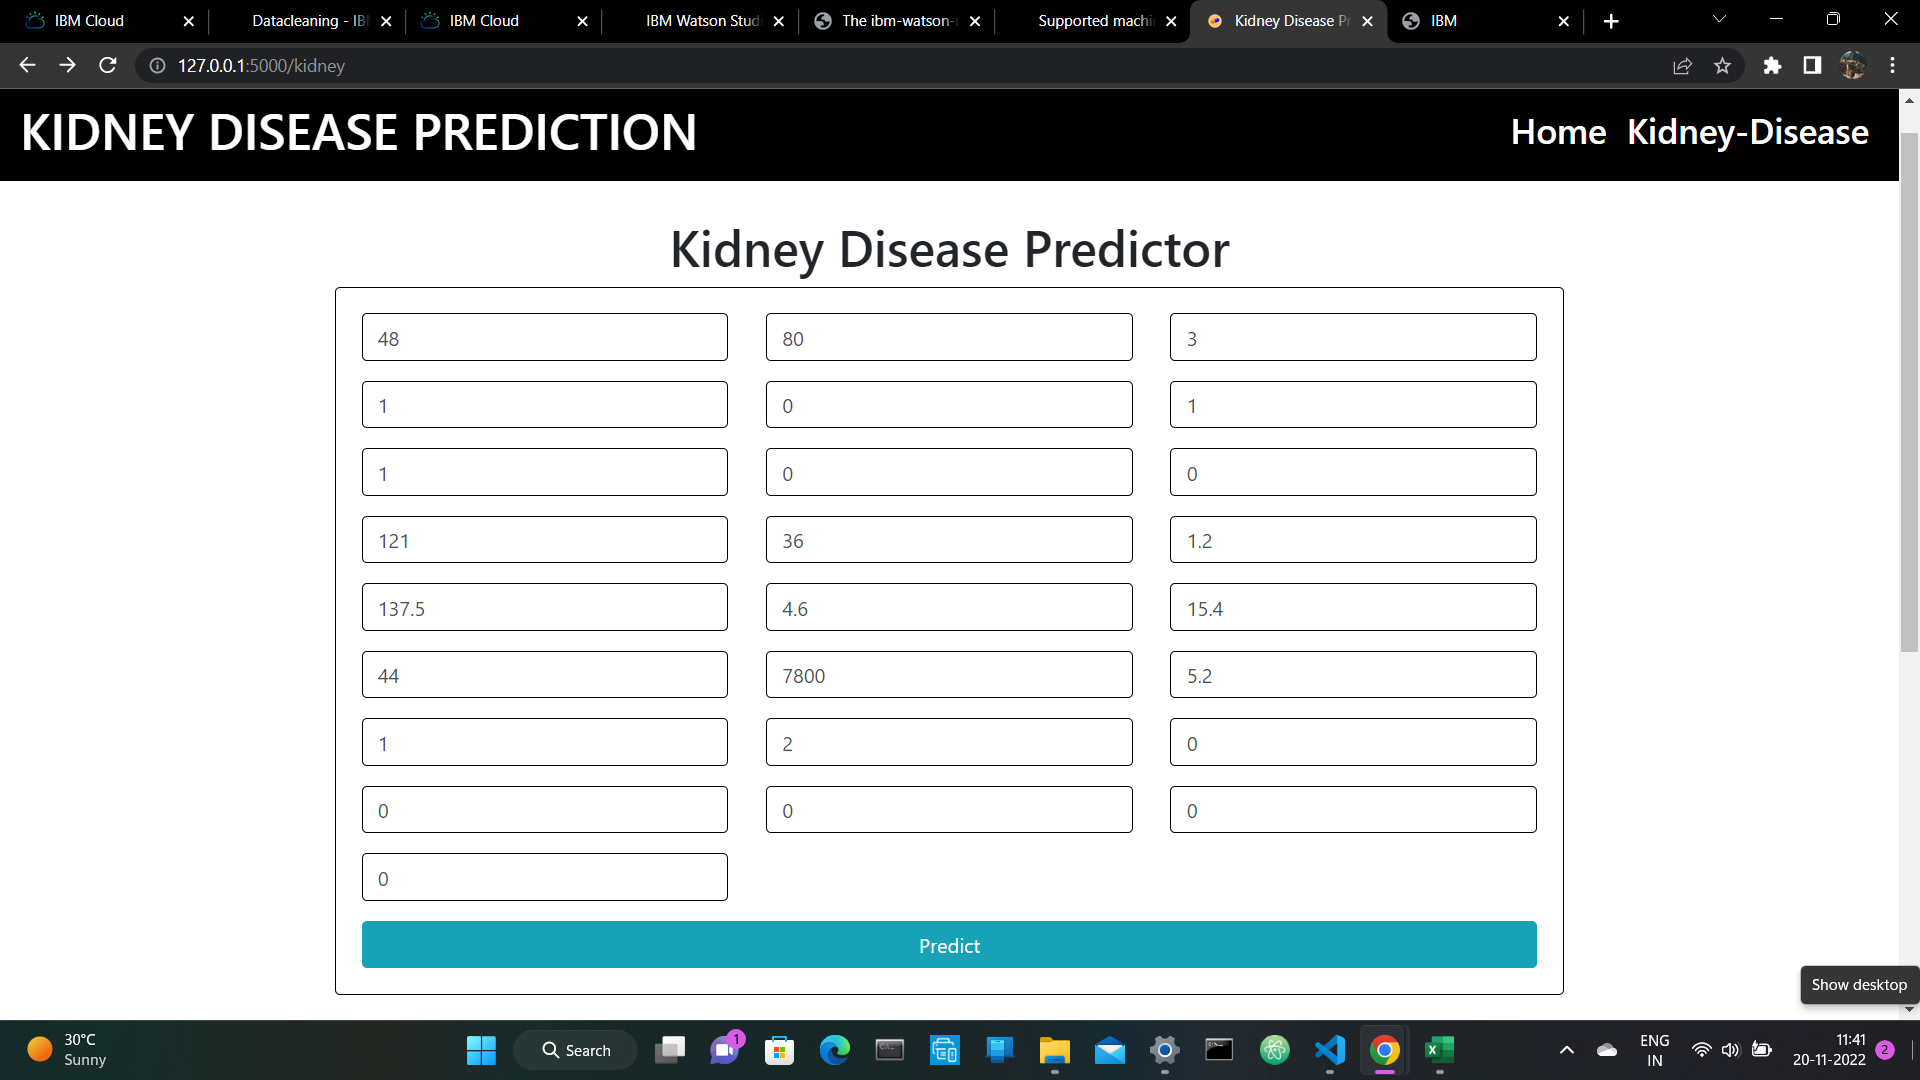 IBM Cloud
Datacleaning - IB
IBM Cloud
IBM Watson Studi
The ibm-watson-
Supported machi
Kidney Disease Pr
IBM
127.0.0.1:5000/kidney
KIDNEY DISEASE PREDICTION
Home Kidney-Disease
Kidney Disease Predictor
48 80 3
1 0 1
1 0 0
121 36 1.2
137.5 4.6 15.4
44 7800 5.2
1 2 0
0 0 0
0
Predict
Show desktop
30°C
Sunny
Search
1
ENG
IN
11:41
20-11-2022
2